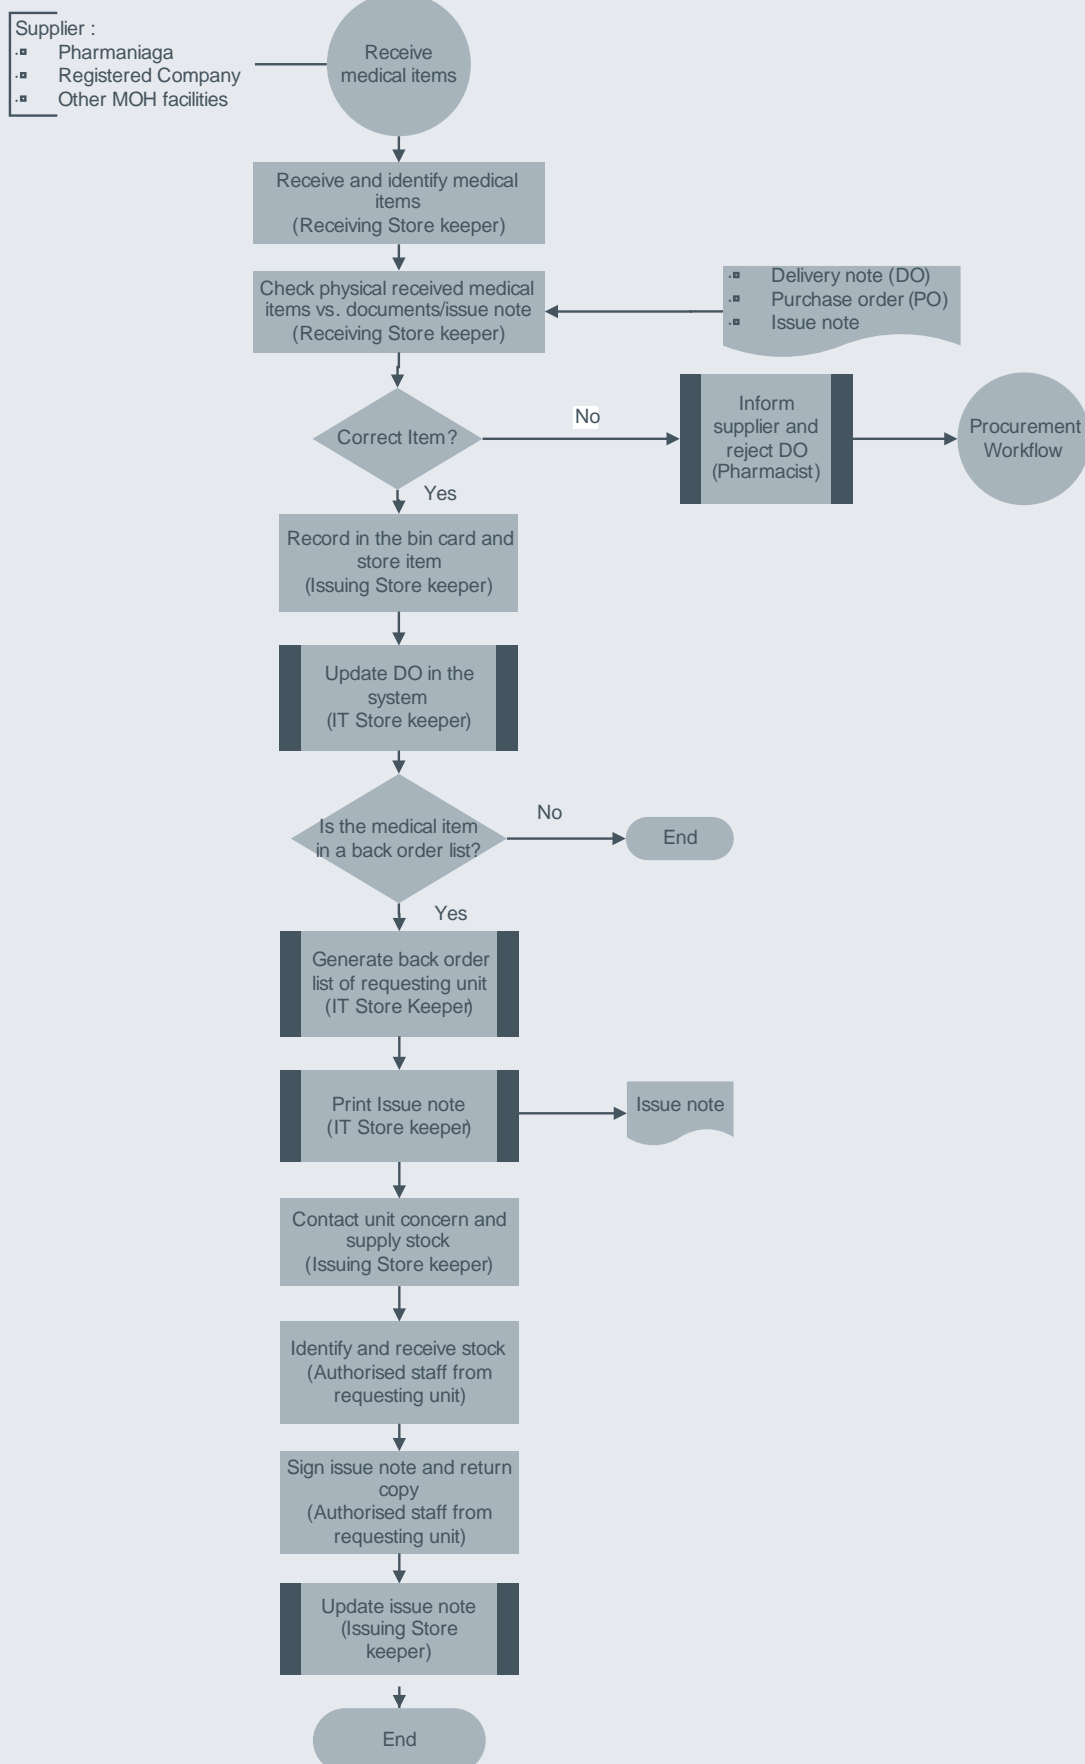 Supplier :
Pharmaniaga
Registered Company
Other MOH facilities
Receive
medical items
Receive and identify medical
items
(Receiving Store keeper)
Check physical received medical
items vs. documents/issue note
(Receiving Store keeper)
Delivery note (DO)
Purchase order (PO)
Issue note
Correct Item?
No
Inform
supplier and
reject DO
(Pharmacist)
Procurement
Workflow
Yes
Record in the bin card and
store item
(Issuing Store keeper)
Update DO in the
system
(IT Store keeper)
Is the medical item
in a back order list?
No
End
Yes
Generate back order
list of requesting unit
(IT Store Keeper)
Print Issue note
(IT Store keeper)
Issue note
Contact unit concern and
supply stock
(Issuing Store keeper)
Identify and receive stock
(Authorised staff from
requesting unit)
Sign issue note and return
copy
(Authorised staff from
requesting unit)
Update issue note
(Issuing Store
keeper)
End